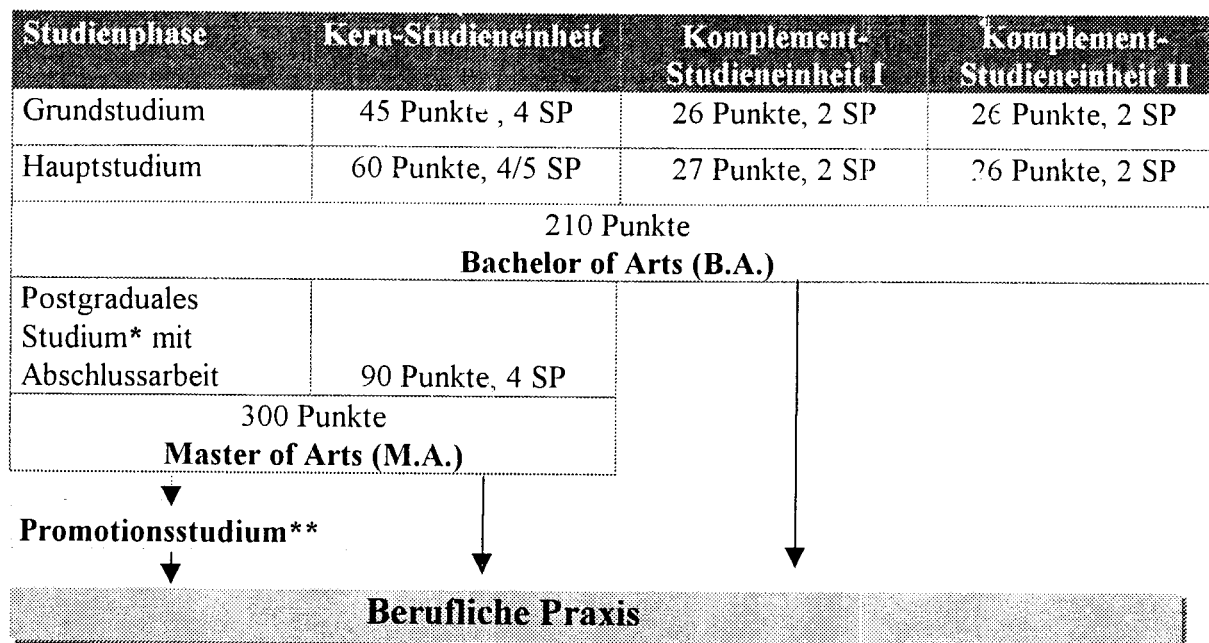 Studienphase Kern-Studieneinheit Komplement- Komplement-
Studieneinheit I Studieneinheit II
Grundstudium 45 Punkte , 4 SP 26 Punkte, 2 SP 26 Punkte, 2 SP
Hauptstudium 60 Punkte, 4/5 SP 27 Punkte, 2 SP 26 Punkte, 2 SP
210 Punkte
Bachelor of Arts (B.A.)
Postgraduales
Studium* mit
Abschlussarbeit 90 Punkte, 4 SP
300 Punkte
Master of Arts (M.A.)
Promotionsstudium**
Berufliche Praxis